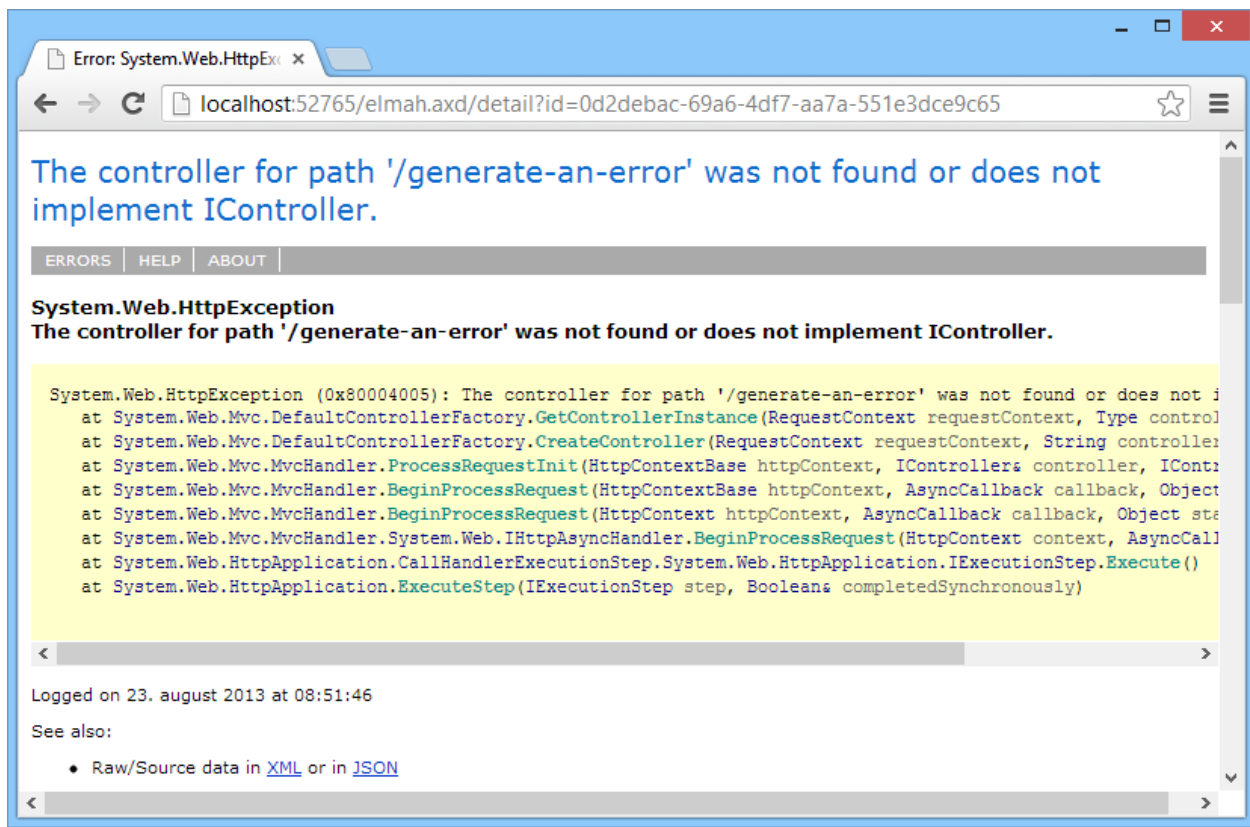 Error: System.Web.HttpEx
localhost:52765/elmah.axd/detail?id=0d2debac-69a6-4df7-aa7a-551e3dce9c65
The controller for path '/generate-an-error' was not found or does not
implement IController.
ERRORS HELP ABOUT
System.Web.HttpException
The controller for path '/generate-an-error' was not found or does not implement IController.
System.Web.HttpException (0x80004005): The controller for path '/generate-an-error' was not found or does not i
at System.Web.Mvc.DefaultControllerFactory.GetControllerInstance(RequestContext requestContext, Type control
at System.Web.Mvc.DefaultControllerFactory.CreateController(RequestContext requestContext, String controller
at System.Web.Mvc.MvcHandler.ProcessRequestInit(HttpContextBase httpContext, IController& controller, IContr
at System.Web.Mvc.MvcHandler.BeginProcessRequest(HttpContextBase httpContext, AsyncCallback callback, Object
at System.Web.Mvc.MvcHandler.BeginProcessRequest(HttpContext httpContext, AsyncCallback callback, Object sta
at System.Web.Mvc.MvcHandler.System.Web.IHttpAsyncHandler.BeginProcessRequest(HttpContext context, AsyncCall
at System.Web.HttpApplication.CallHandlerExecutionStep.System.Web.HttpApplication.IExecutionStep.Execute()
at System.Web.HttpApplication.ExecuteStep(IExecutionStep step, Boolean& completedSynchronously)
Logged on 23. august 2013 at 08:51:46
See also:
• Raw/Source data in XML or in JSON